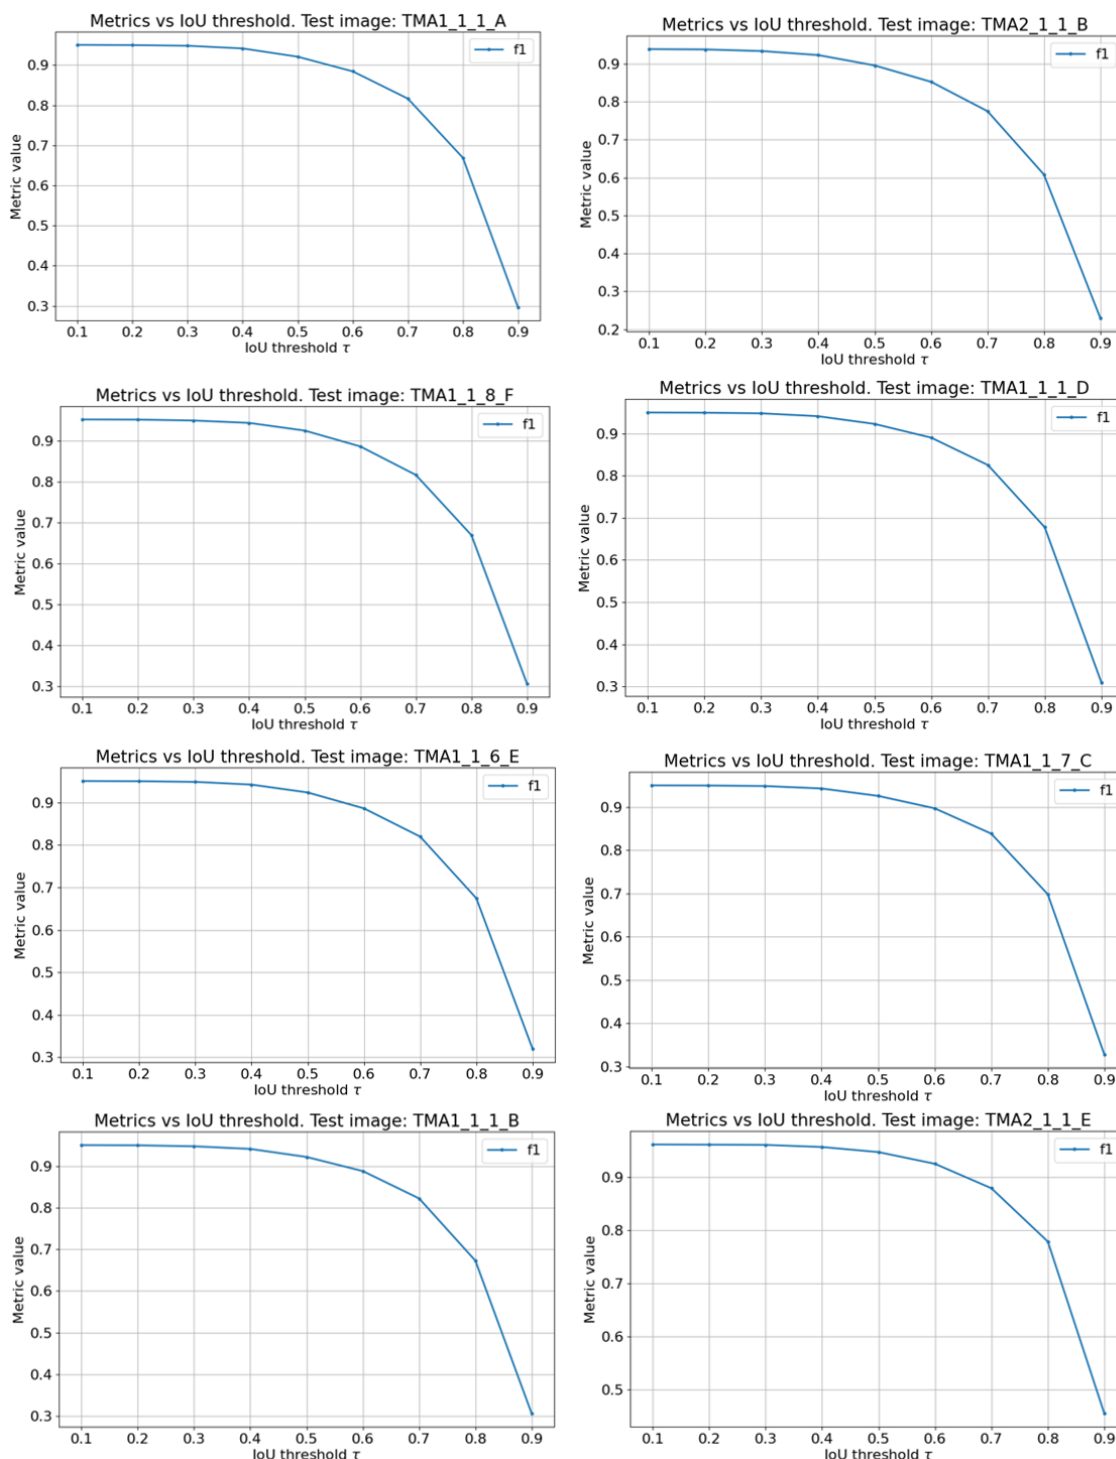 Metrics vs IoU threshold. Test image: TMA1_1_1_A
f1
Metric value
0.9
0.8
0.7
0.6
0.5
0.4
0.3
0.1 0.2 0.3 0.4 0.5 0.6 0.7 0.8 0.9
IoU threshold τ
Metrics vs IoU threshold. Test image: TMA2_1_1_B
f1
Metric value
0.9
0.8
0.7
0.6
0.5
0.4
0.3
0.2
0.1 0.2 0.3 0.4 0.5 0.6 0.7 0.8 0.9
IoU threshold τ
Metrics vs IoU threshold. Test image: TMA1_1_8_F
f1
Metric value
0.9
0.8
0.7
0.6
0.5
0.4
0.3
0.1 0.2 0.3 0.4 0.5 0.6 0.7 0.8 0.9
IoU threshold τ
Metrics vs IoU threshold. Test image: TMA1_1_1_D
f1
Metric value
0.9
0.8
0.7
0.6
0.5
0.4
0.3
0.1 0.2 0.3 0.4 0.5 0.6 0.7 0.8 0.9
IoU threshold τ
Metrics vs IoU threshold. Test image: TMA1_1_6_E
f1
Metric value
0.9
0.8
0.7
0.6
0.5
0.4
0.3
0.1 0.2 0.3 0.4 0.5 0.6 0.7 0.8 0.9
IoU threshold τ
Metrics vs IoU threshold. Test image: TMA1_1_7_C
f1
Metric value
0.9
0.8
0.7
0.6
0.5
0.4
0.3
0.1 0.2 0.3 0.4 0.5 0.6 0.7 0.8 0.9
IoU threshold τ
Metrics vs IoU threshold. Test image: TMA1_1_1_B
f1
Metric value
0.9
0.8
0.7
0.6
0.5
0.4
0.3
0.1 0.2 0.3 0.4 0.5 0.6 0.7 0.8 0.9
IoU threshold τ
Metrics vs IoU threshold. Test image: TMA2_1_1_E
f1
Metric value
0.9
0.8
0.7
0.6
0.5
0.1 0.2 0.3 0.4 0.5 0.6 0.7 0.8 0.9
IoU threshold τ